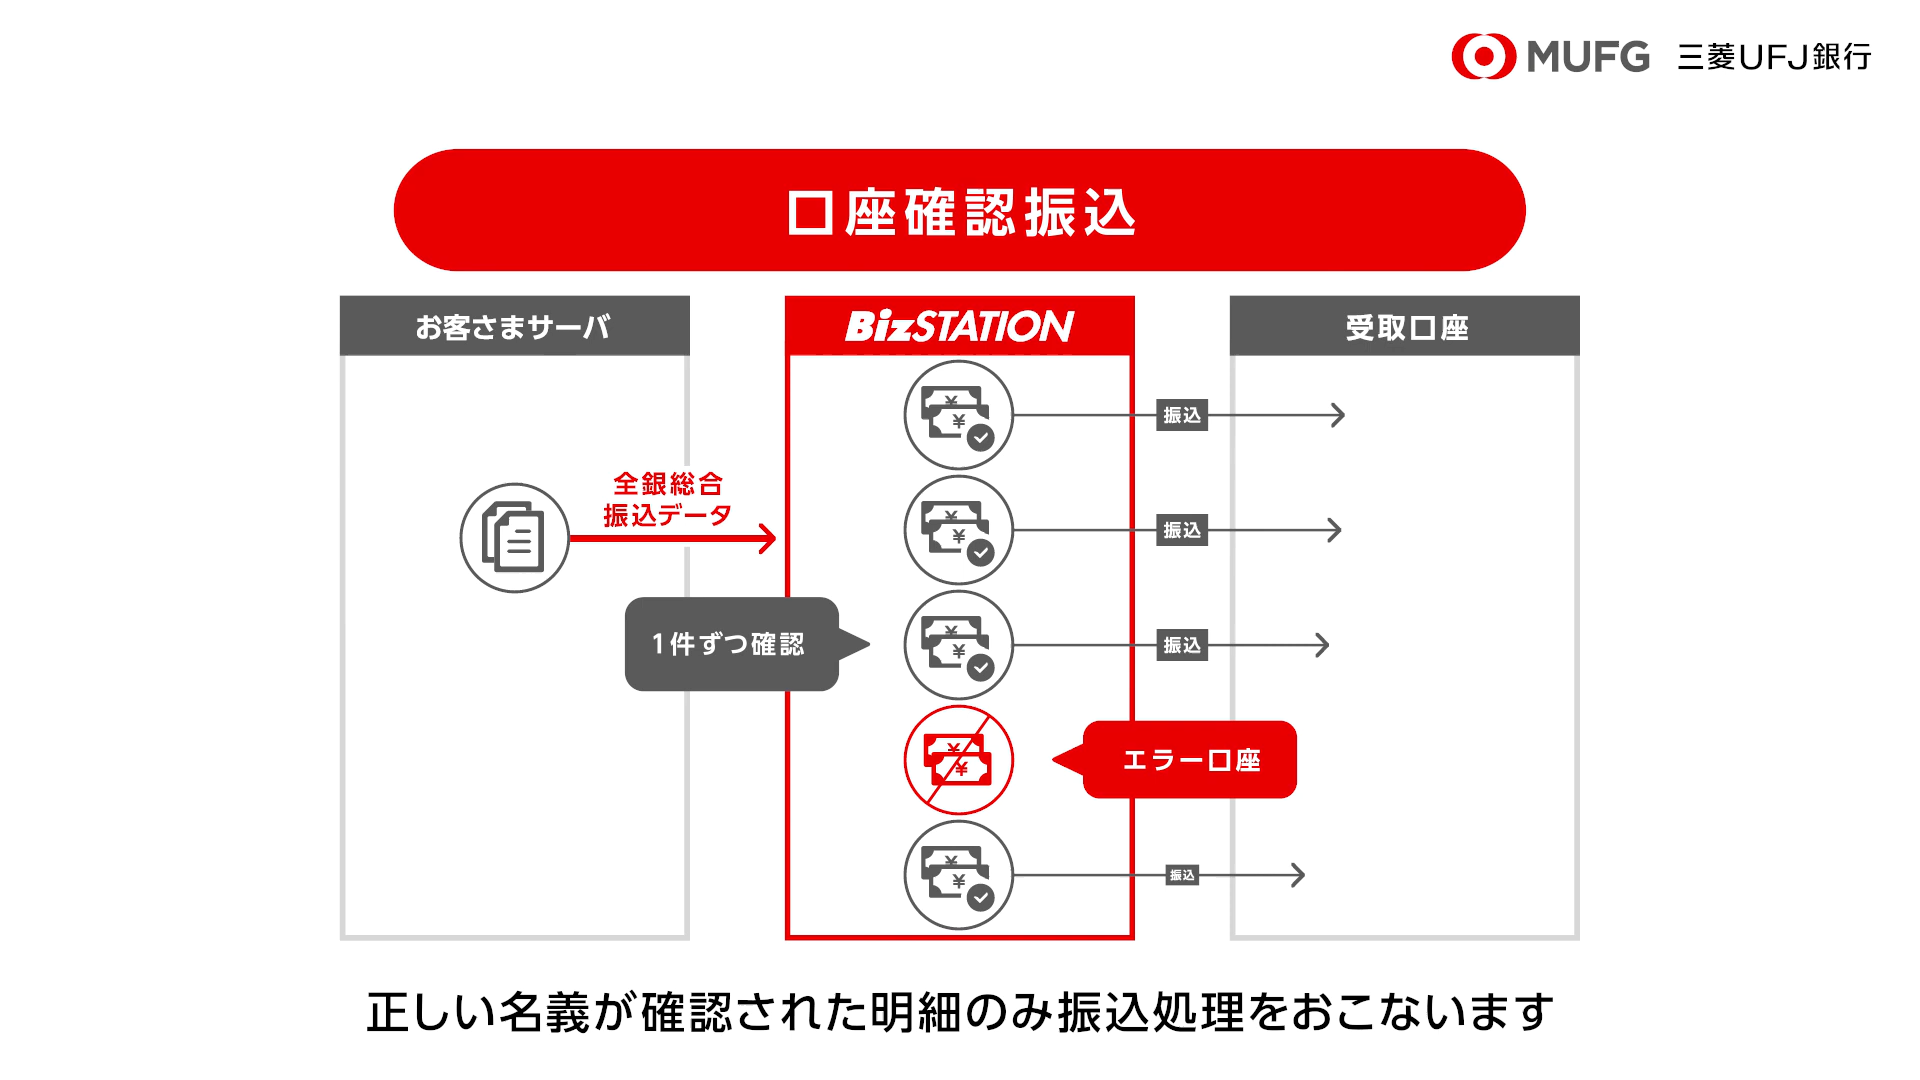 MUFG 三菱UFJ銀行
口座確認振込
お客さまサーバ
BizSTATION
受取口座
振込
全銀総合
振込データ
振込
1件ずつ確認
振込
エラー口座
振込
正しい名義が確認された明細のみ振込処理をおこないます